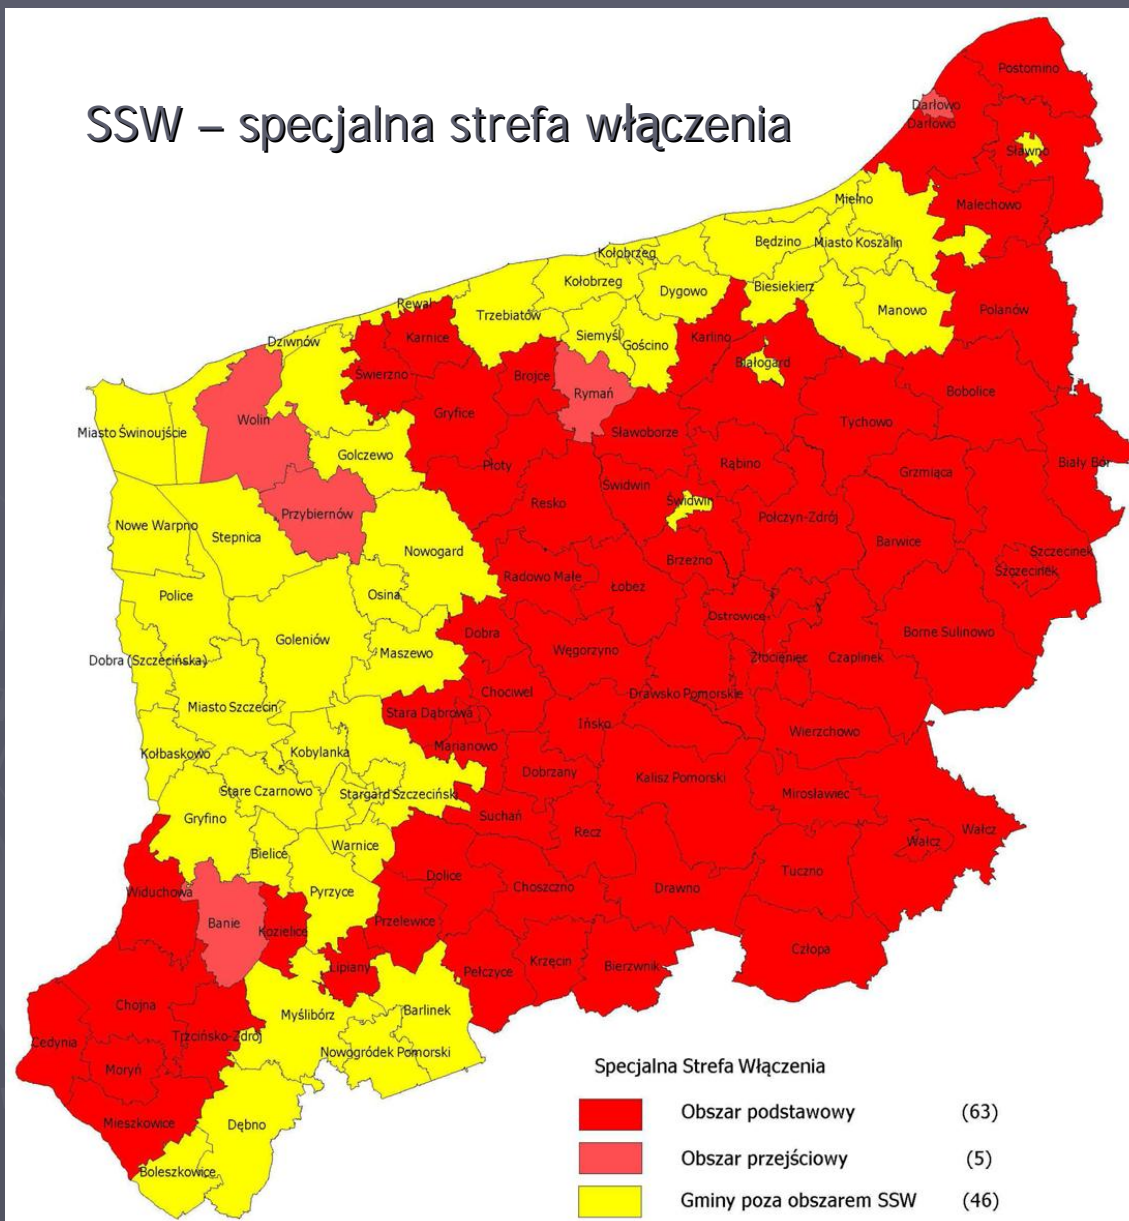 SSW – specjalna strefa włączenia
Postomino
Darłowo
Darłowo
Sławno
Malechowo
Mielno
Będzino
Miasto Koszalin
Kołobrzeg
Kołobrzeg
Dygowo
Biesiekierz
Manowo
Polanów
Rewal
Trzebiatów
Siemyśl
Gościno
Karlino
Białogard
Dziwnów
Karnice
Świerzno
Brojce
Rymań
Bobolice
Wolin
Gryfice
Sławoborze
Tychowo
Miasto Świnoujście
Golczewo
Płoty
Rąbino
Grzmiąca
Biały Bór
Świdwin
Świdwin
Resko
Przybiernów
Połczyn-Zdrój
Nowe Warpno
Stepnica
Nowogard
Barwice
Szczecinek
Szczecinek
Brzeżno
Radowo Małe
Łobez
Police
Osina
Ostrowice
Goleniów
Dobra
Borne Sulinowo
Maszewo
Węgorzyno
Złocieniec
Czaplinek
Dobra (Szczecińska)
Chociwel
Drawsko Pomorskie
Miasto Szczecin
Stara Dąbrowa
Ińsko
Wierzchowo
Kołbaskowo
Kobylanka
Marianowo
Dobrzany
Kalisz Pomorski
Stare Czarnowo
Stargard Szczeciński
Mirosławiec
Gryfino
Suchań
Recz
Wałcz
Wałcz
Warnice
Bielice
Dolice
Tuczno
Widuchowa
Pyrzyce
Choszczno
Drawno
Banie
Kozielice
Przelewice
Człopa
Lipiany
Pełczyce
Krzęcin
Bierzwnik
Chojna
Myślibórz
Barlinek
Cedynia
Trzcińsko-Zdrój
Nowogródek Pomorski
Moryń
Mieszkowice
Dębno
Boleszkowice
Specjalna Strefa Włączenia
Obszar podstawowy (63)
Obszar przejściowy (5)
Gminy poza obszarem SSW (46)